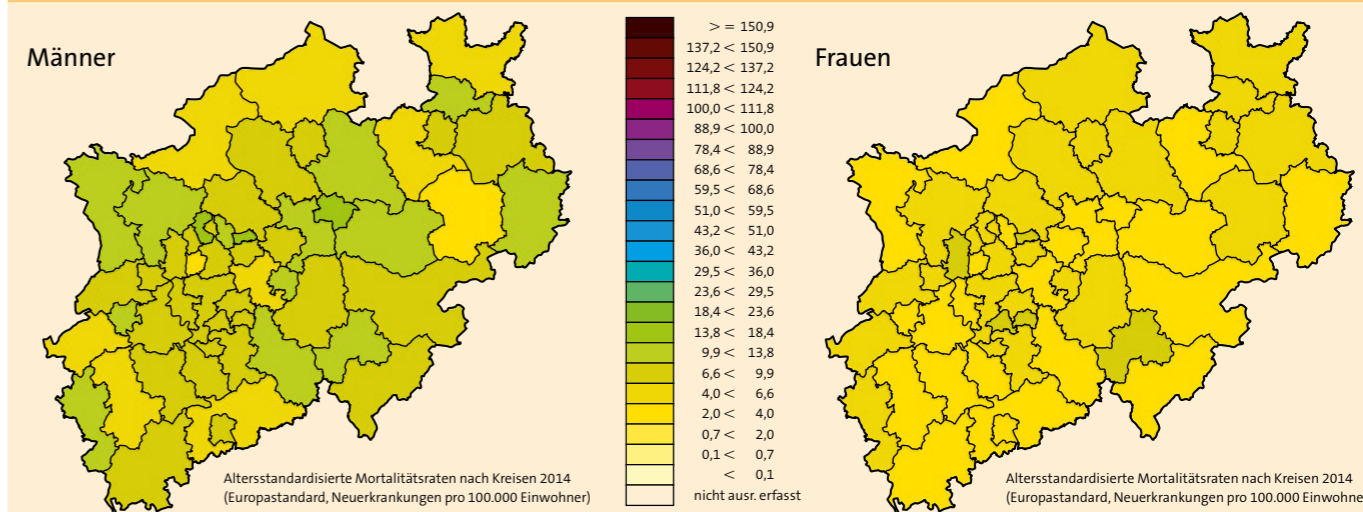 Männer
>= 150,9
137,2 < 150,9
124,2 < 137,2
111,8 < 124,2
100,0 < 111,8
88,9 < 100,0
78,4 < 88,9
68,6 < 78,4
59,5 < 68,6
51,0 < 59,5
43,2 < 51,0
36,0 < 43,2
29,5 < 36,0
23,6 < 29,5
18,4 < 23,6
13,8 < 18,4
9,9 < 13,8
6,6 < 9,9
4,0 < 6,6
2,0 < 4,0
0,7 < 2,0
0,1 < 0,7
< 0,1
nicht ausr. erfasst
Altersstandardisierte Mortalitätsraten nach Kreisen 2014
(Europastandard, Neuerkrankungen pro 100.000 Einwohner)
Frauen
Altersstandardisierte Mortalitätsraten nach Kreisen 2014
(Europastandard, Neuerkrankungen pro 100.000 Einwohne